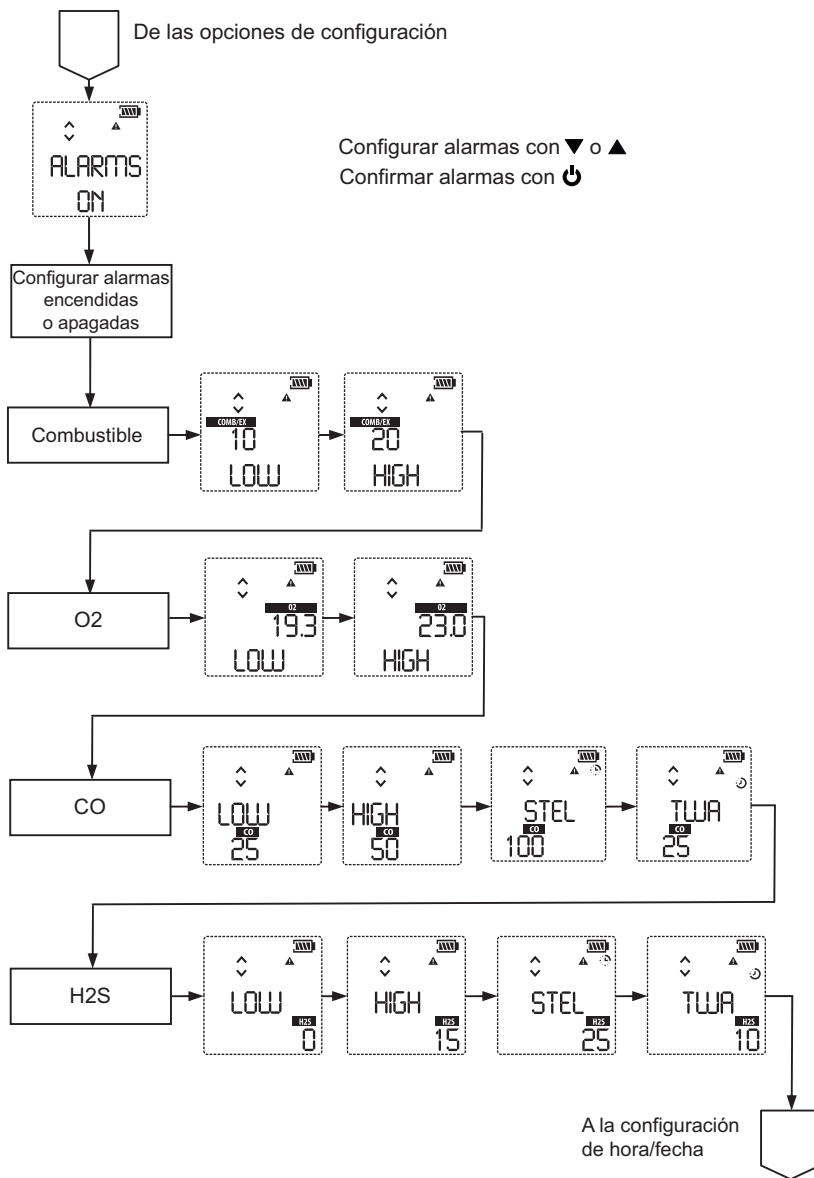 De las opciones de configuración
ALARMS
ON
Configurar alarmas con ▼ o ▲
Confirmar alarmas con ⏻
Configurar alarmas
encendidas
o apagadas
Combustible
COMB/EX
10
LOW
COMB/EX
20
HIGH
O2
O2
19.3
LOW
O2
23.0
HIGH
CO
LOW
CO
25
HIGH
CO
50
STEL
CO
100
TWA
CO
25
H2S
LOW
H2S
0
HIGH
H2S
15
STEL
H2S
25
TWA
H2S
10
A la configuración
de hora/fecha